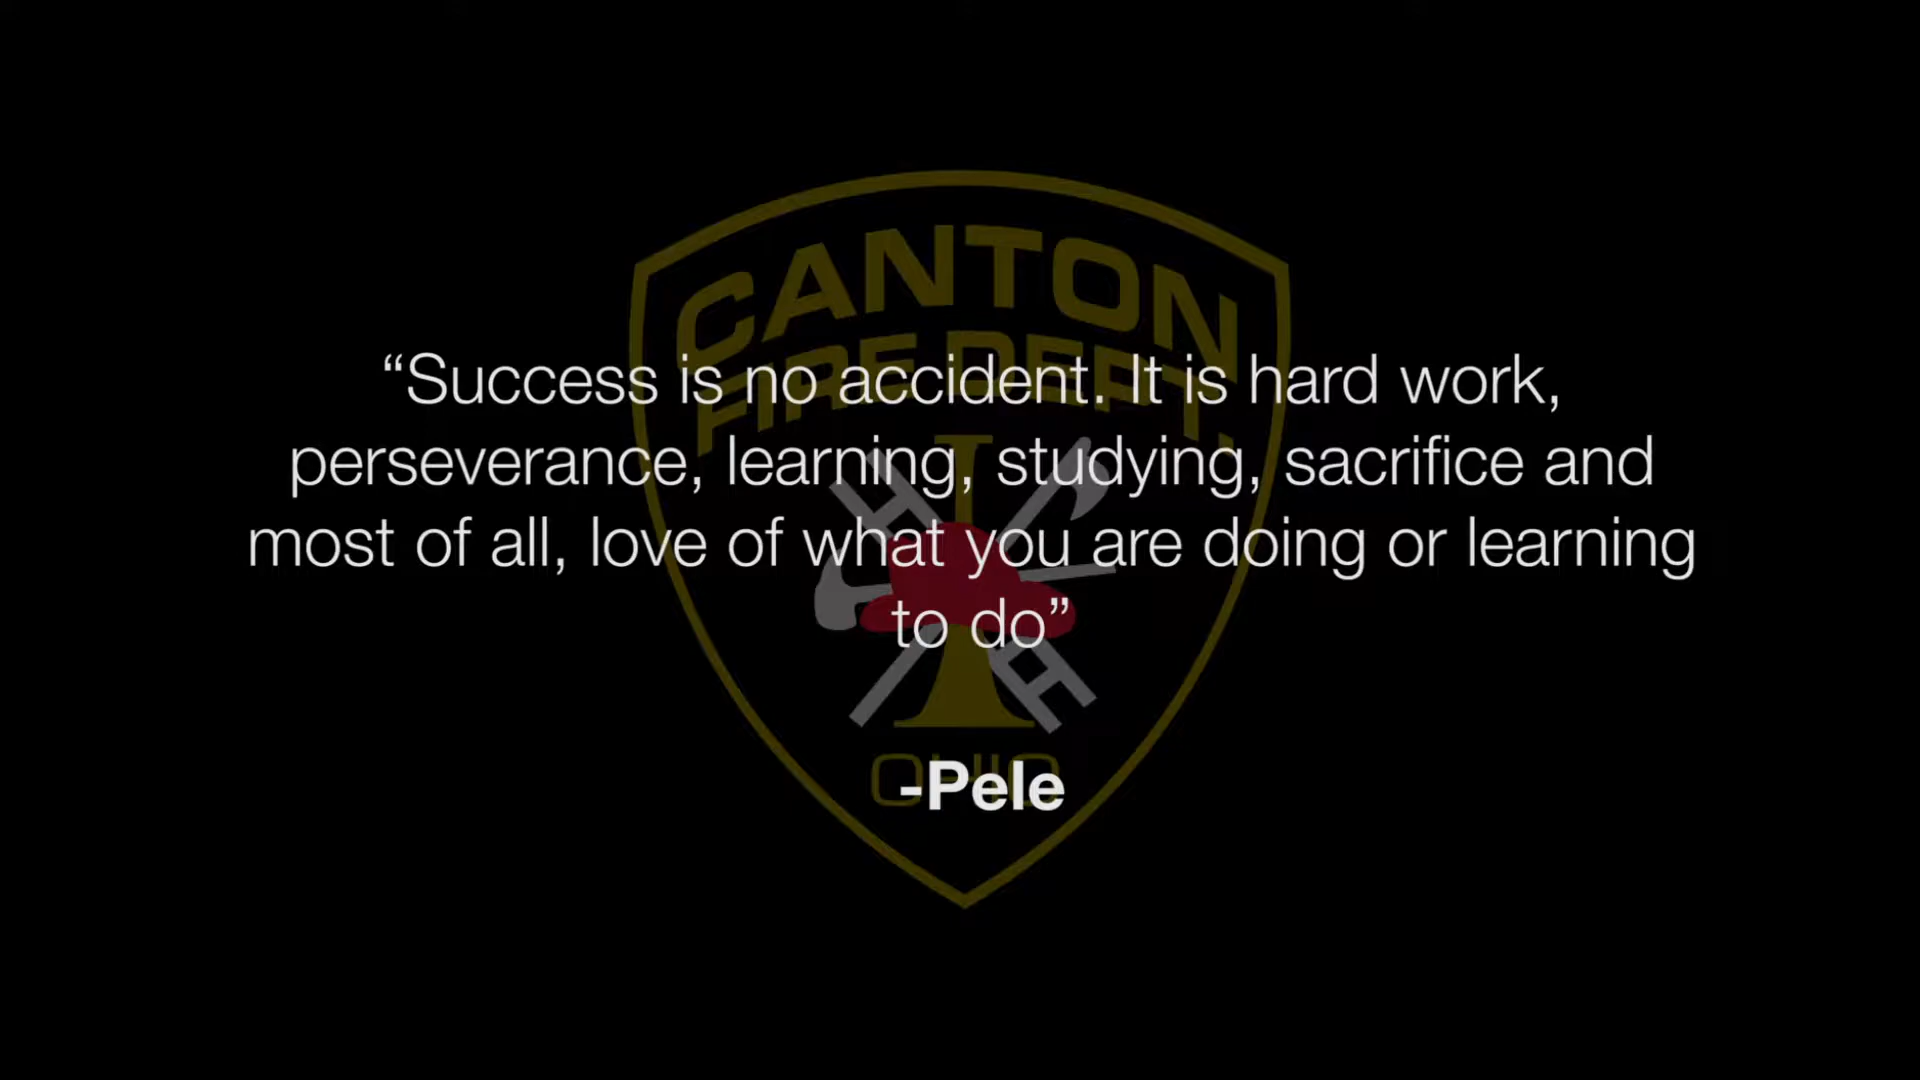 CANTON
FIRE DEPT.
“Success is no accident. It is hard work,
perseverance, learning, studying, sacrifice and
most of all, love of what you are doing or learning
to do”
OHIO
-Pele